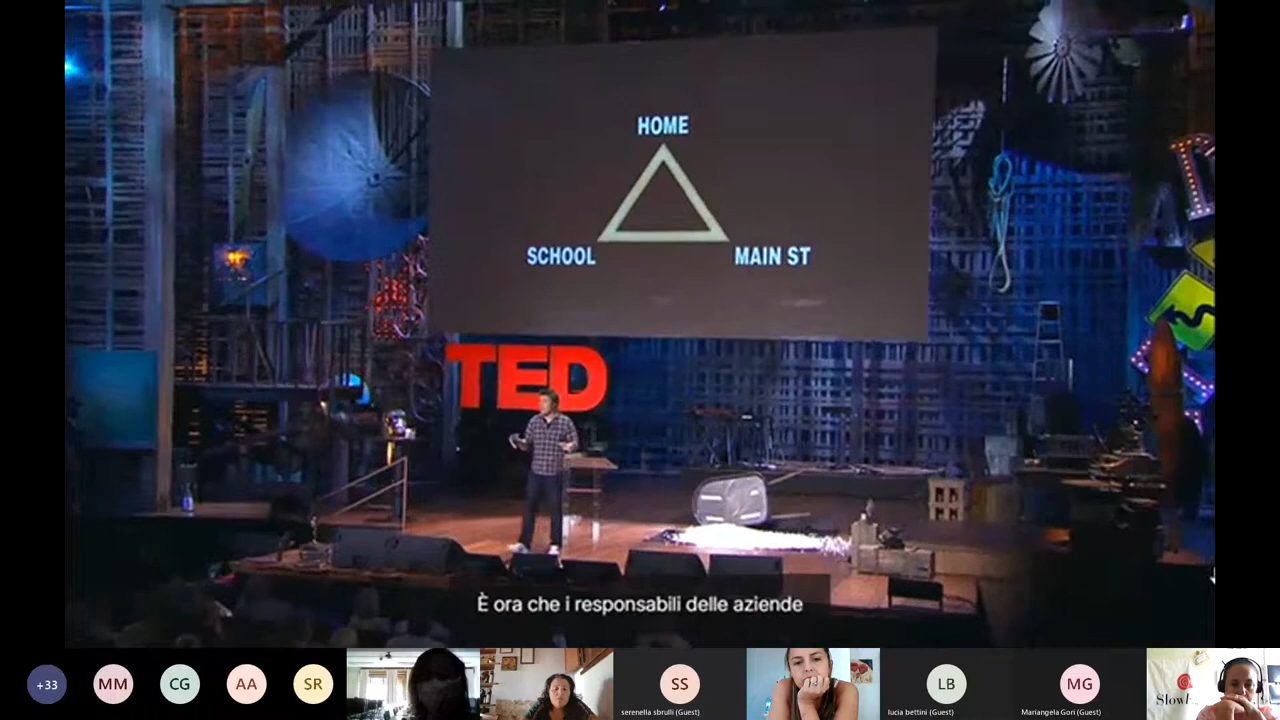 HOME
SCHOOL
MAIN ST
TED
È ora che i responsabili delle aziende
+33
MM
CG
AA
SR
SS
serenella sbrulli (Guest)
LB
lucia bettini (Guest)
MG
Mariangela Gori (Guest)